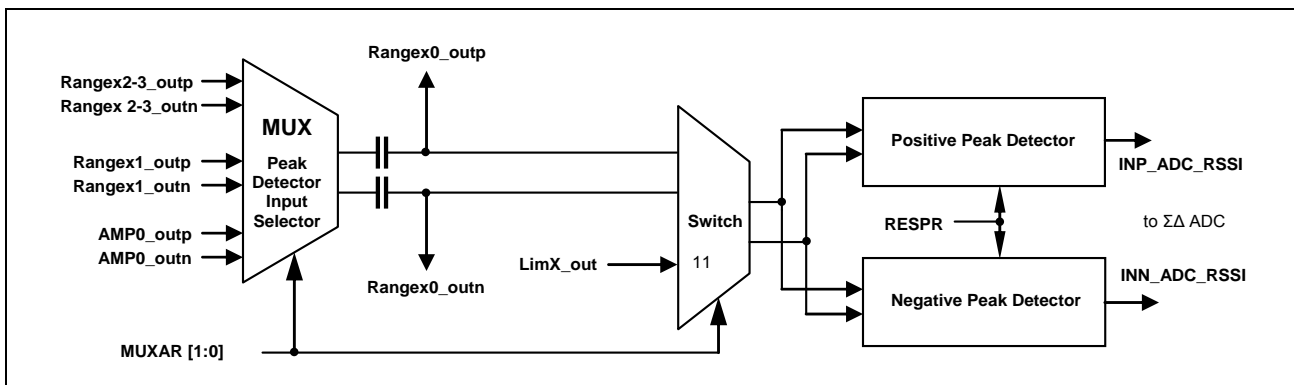 Rangex0_outp
Rangex2-3_outp
Rangex 2-3_outn
MUX
Peak
Detector
Input
Selector
Rangex1_outp
Rangex1_outn
AMP0_outp
AMP0_outn
Rangex0_outn
MUXAR [1:0]
Switch
LimX_out
11
Positive Peak Detector
INP_ADC_RSSI
RESPR
to ΣΔ ADC
Negative Peak Detector
INN_ADC_RSSI